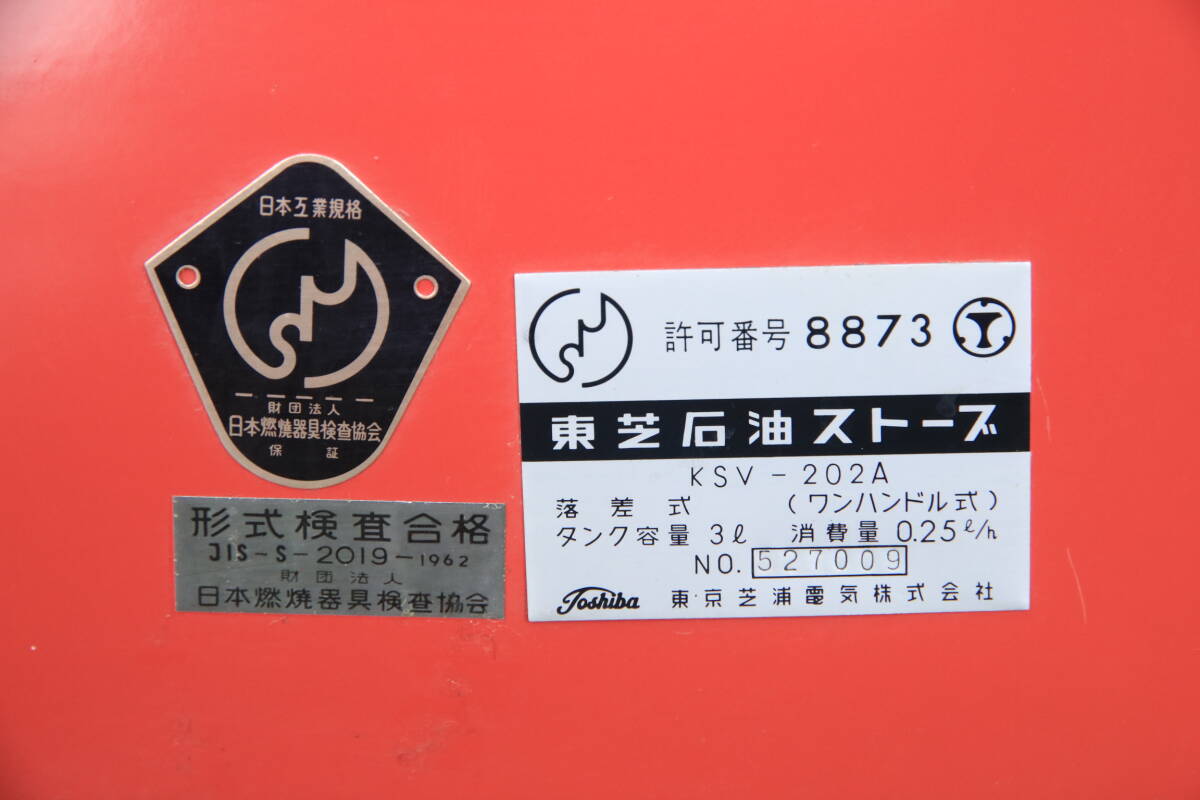 日本工業規格
財団法人
日本燃焼器具検査協会
保証
形式検査合格
JIS-S-2019-1962
財団法人
日本燃焼器具検査協会
許可番号 8873
東芝石油ストーブ
KSV-202A
落差式 (ワンハンドル式)
タンク容量 3ℓ 消費量 0.25ℓ/h
NO. 527009
Toshiba 東京芝浦電気株式会社